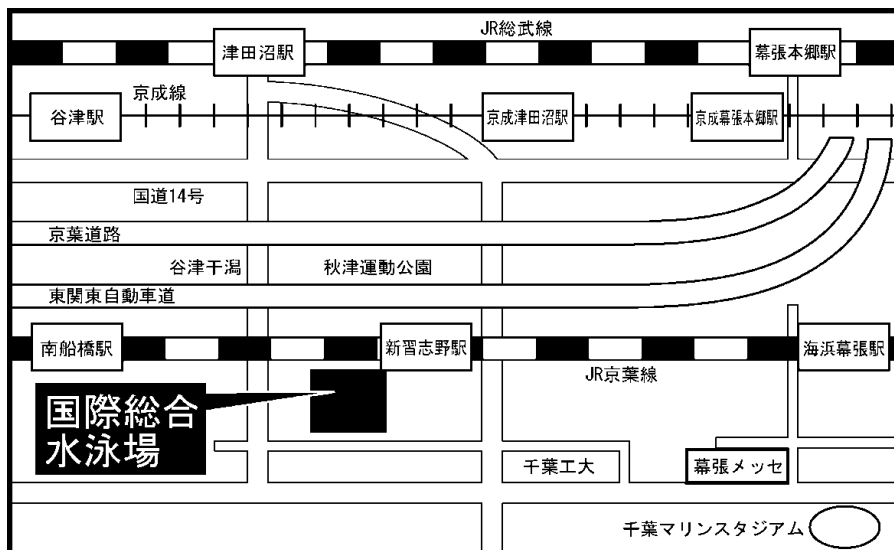 JR総武線
津田沼駅
幕張本郷駅
京成線
谷津駅
京成津田沼駅
京成幕張本郷駅
国道14号
京葉道路
谷津干潟
秋津運動公園
東関東自動車道
南船橋駅
新習志野駅
海浜幕張駅
JR京葉線
国際総合
水泳場
千葉工大
幕張メッセ
千葉マリンスタジアム